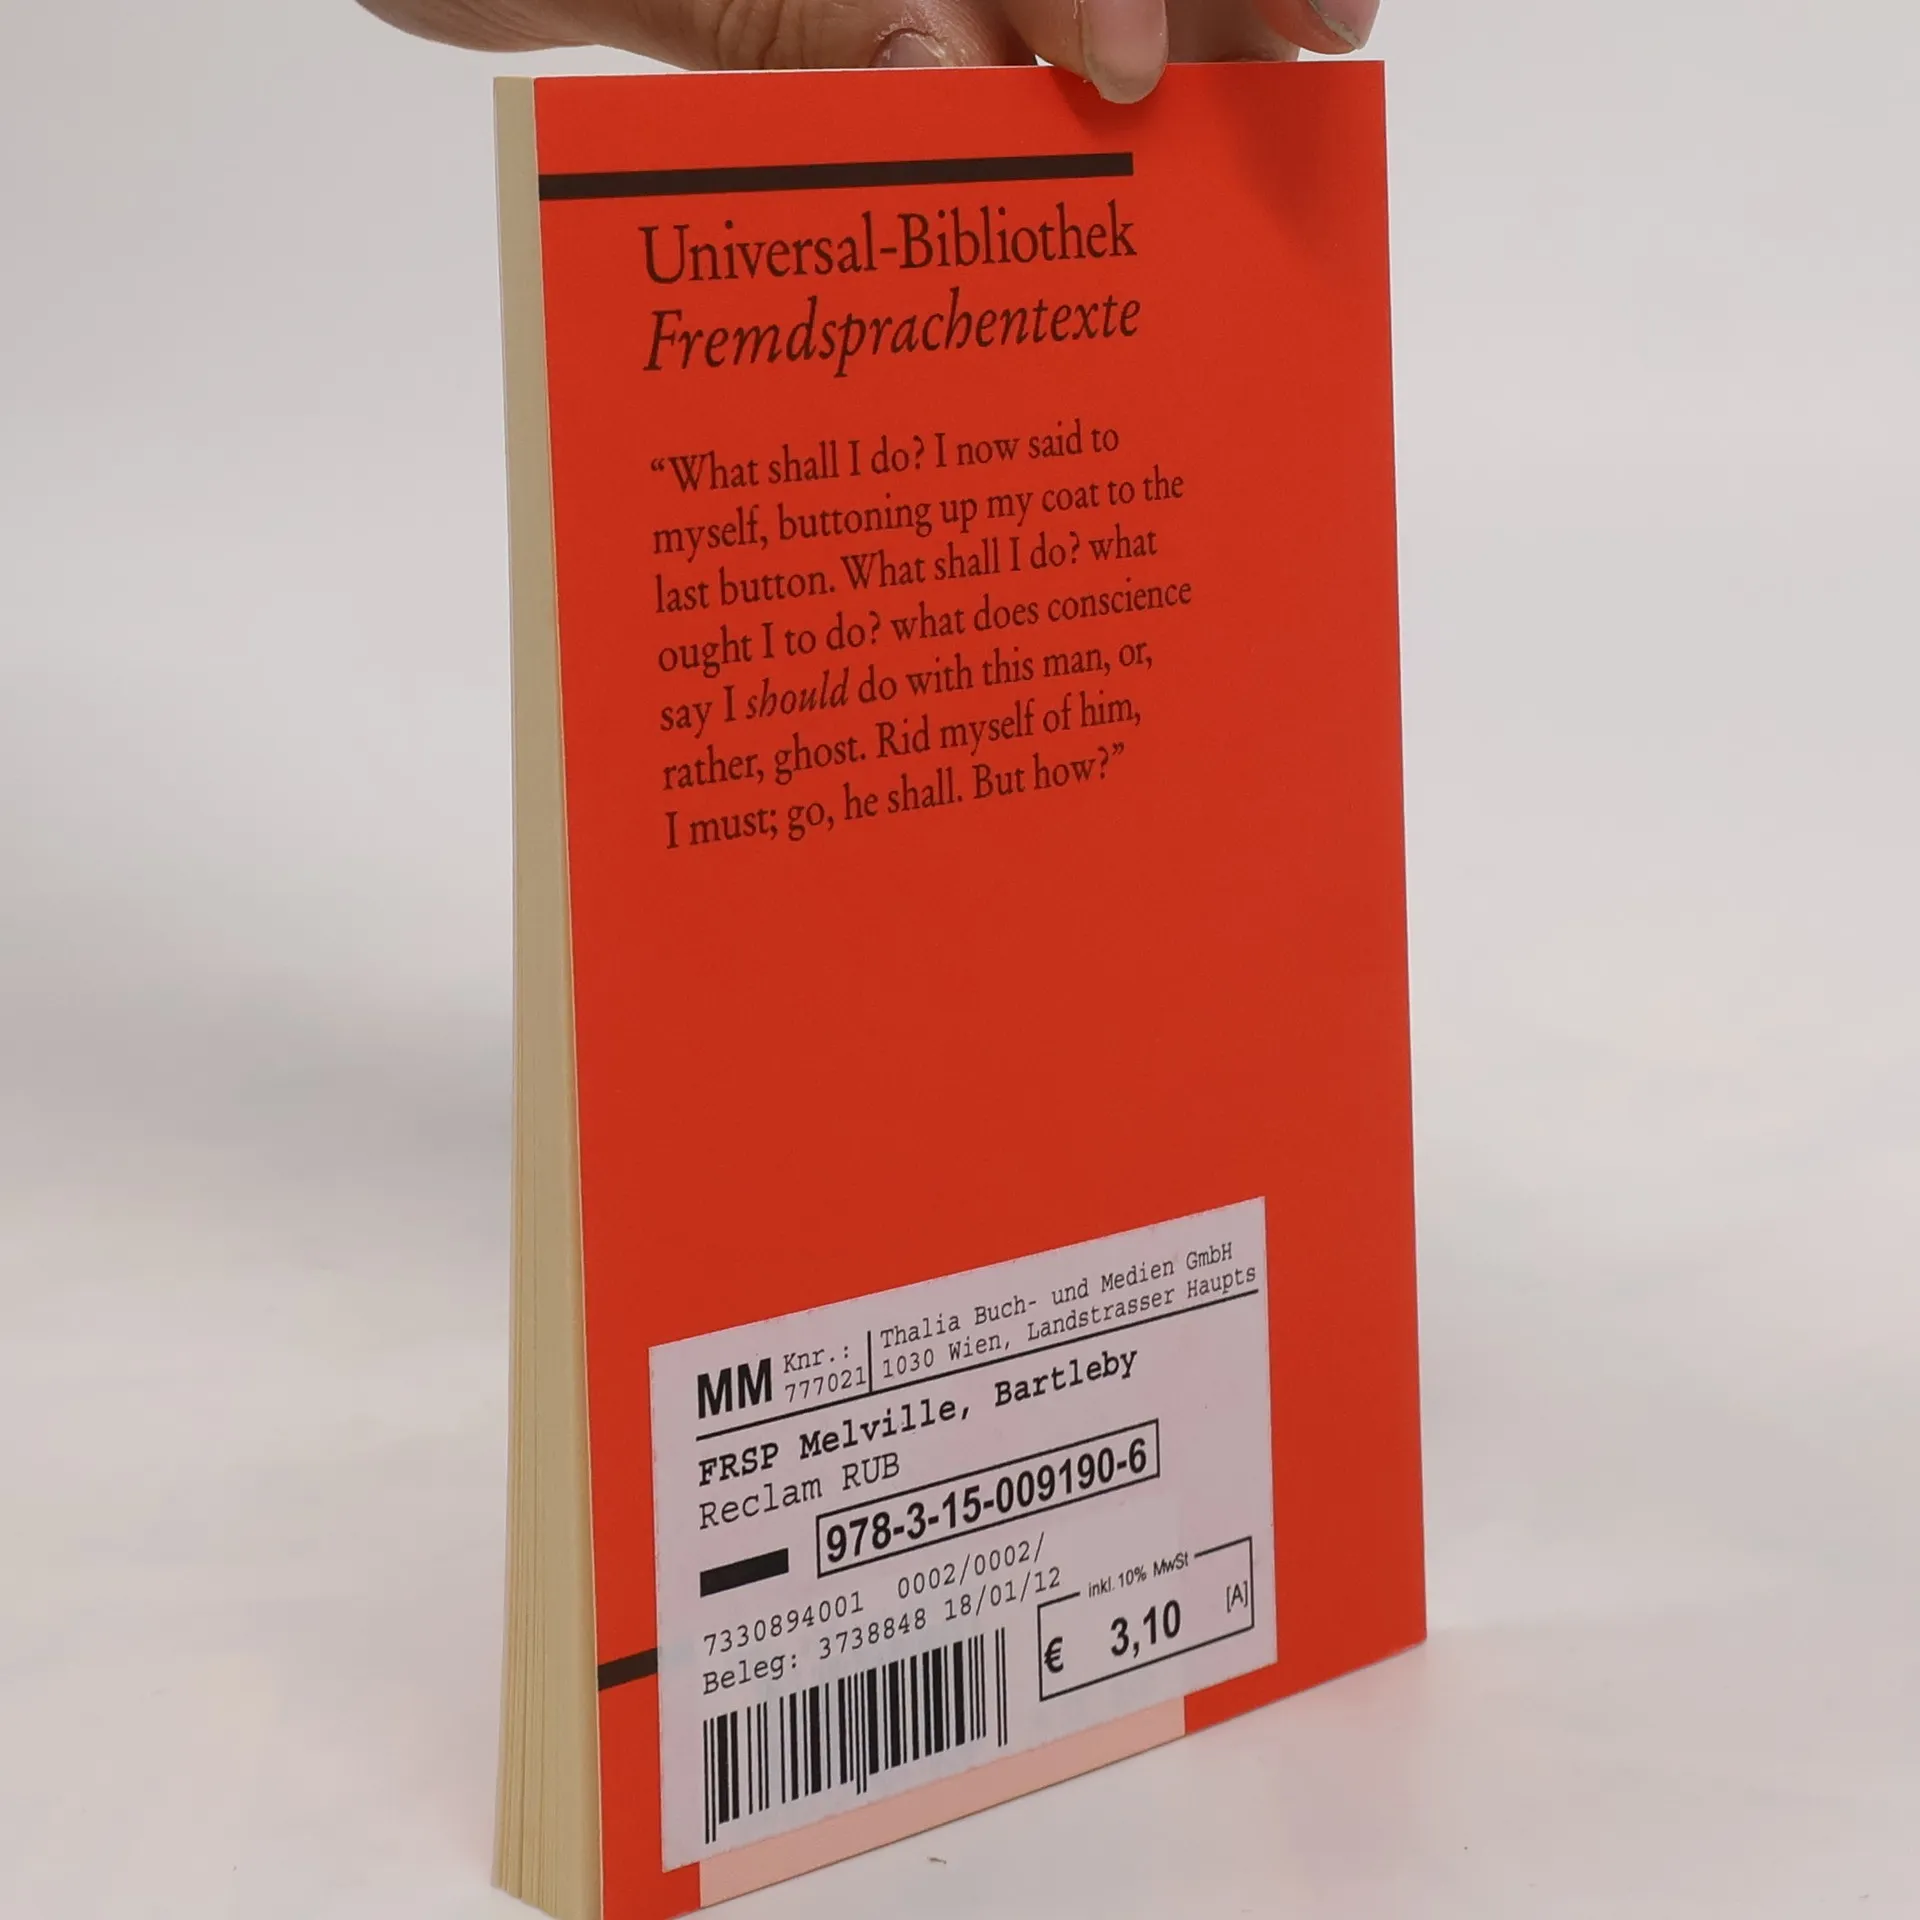 Universal-Bibliothek
Fremdsprachentexte
“What shall I do? I now said to
myself, buttoning up my coat to the
last button. What shall I do? what
ought I to do? what does conscience
say I should do with this man, or,
rather, ghost. Rid myself of him,
I must; go, he shall. But how?”
MM Knr.: 777021
Thalia Buch- und Medien GmbH
1030 Wien, Landstrasser Haupts
FRSP Melville, Bartleby
Reclam RUB
978-3-15-009190-6
7330894001 0002/0002/
Beleg: 3738848 18/01/12
inkl. 10% MwSt
€ 3,10 [A]